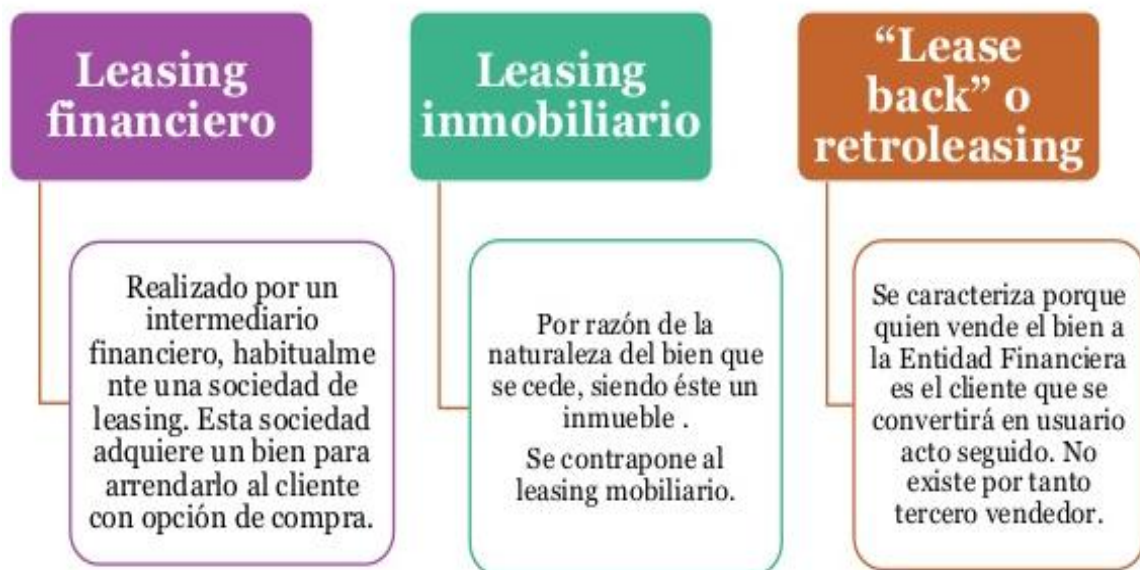 Leasing
financiero
Realizado por un
intermediario
financiero, habitualme
nte una sociedad de
leasing. Esta sociedad
adquiere un bien para
arrendarlo al cliente
con opción de compra.
Leasing
inmobiliario
Por razón de la
naturaleza del bien que
se cede, siendo éste un
inmueble .
Se contrapone al
leasing mobiliario.
“Lease
back” o
retroleasing
Se caracteriza porque
quien vende el bien a
la Entidad Financiera
es el cliente que se
convertirá en usuario
acto seguido. No
existe por tanto
tercero vendedor.